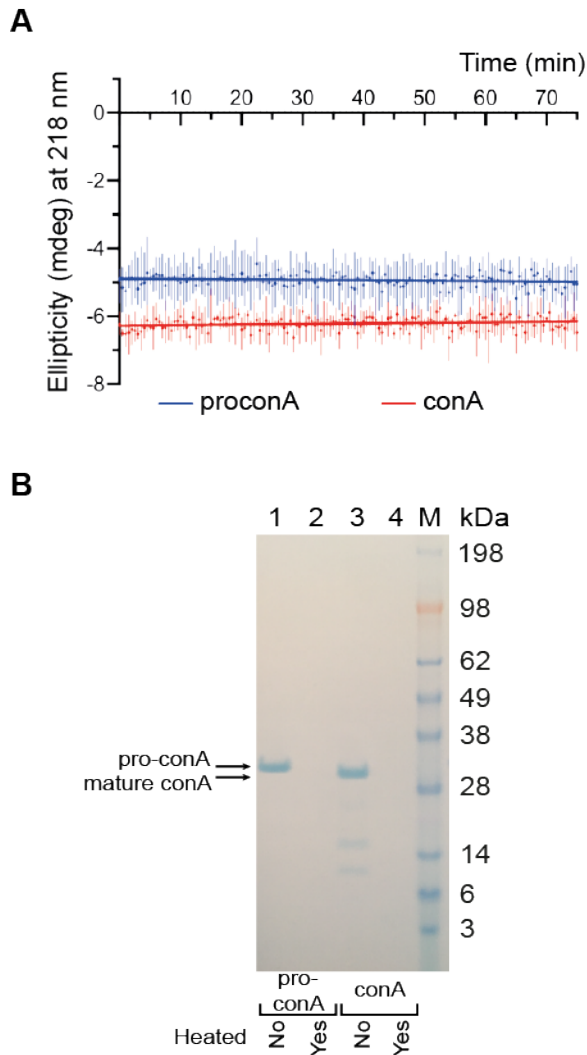 A
Time (min)
10 20 30 40 50 60 70
0
-2
-4
-6
-8
Ellipticity (mdeg) at 218 nm
proconA conA
B
1 2 3 4 M kDa
198
98
62
49
38
pro-conA
mature conA
28
14
6
3
pro-
conA conA
Heated No Yes No Yes